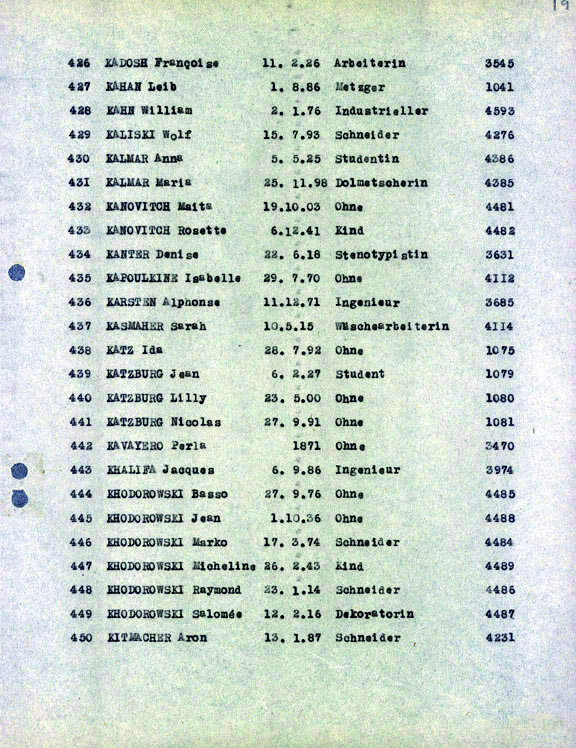 19
426 KADOSH Françoise 11. 2.26 Arbeiterin 3545
427 KAHAN Leib 1. 8.86 Metzger 1041
428 KAHN William 2. 1.76 Industrieller 4593
429 KALISKI Wolf 15. 7.93 Schneider 4276
430 KALMAR Anna 5. 5.25 Studentin 4386
431 KALMAR Maria 25. 11.98 Dolmetscherin 4385
432 KANOVITCH Maita 19.10.03 Ohne 4481
433 KANOVITCH Rosette 6.12.41 Kind 4482
434 KANTER Denise 22. 6.18 Stenotypistin 3631
435 KAPOULKINE Isabelle 29. 7.70 Ohne 4112
436 KARSTEN Alphonse 11.12.71 Ingenieur 3685
437 KASMAHER Sarah 10.5.15 Wäschearbeiterin 4114
438 KATZ Ida 28. 7.92 Ohne 1075
439 KATZBURG Jean 6. 2.27 Student 1079
440 KATZBURG Lilly 23. 5.00 Ohne 1080
441 KATZBURG Nicolas 27. 9.91 Ohne 1081
442 KAVAYERO Perla 1871 Ohne 3470
443 KHALIFA Jacques 6. 9.86 Ingenieur 3974
444 KHODOROWSKI Basso 27. 9.76 Ohne 4485
445 KHODOROWSKI Jean 1.10.36 Ohne 4488
446 KHODOROWSKI Marko 17. 3.74 Schneider 4484
447 KHODOROWSKI Micheline 26. 2.43 Kind 4489
448 KHODOROWSKI Raymond 23. 1.14 Schneider 4486
449 KHODOROWSKI Salomée 12. 2.16 Dekoratorin 4487
450 KITMACHER Aron 13. 1.87 Schneider 4231